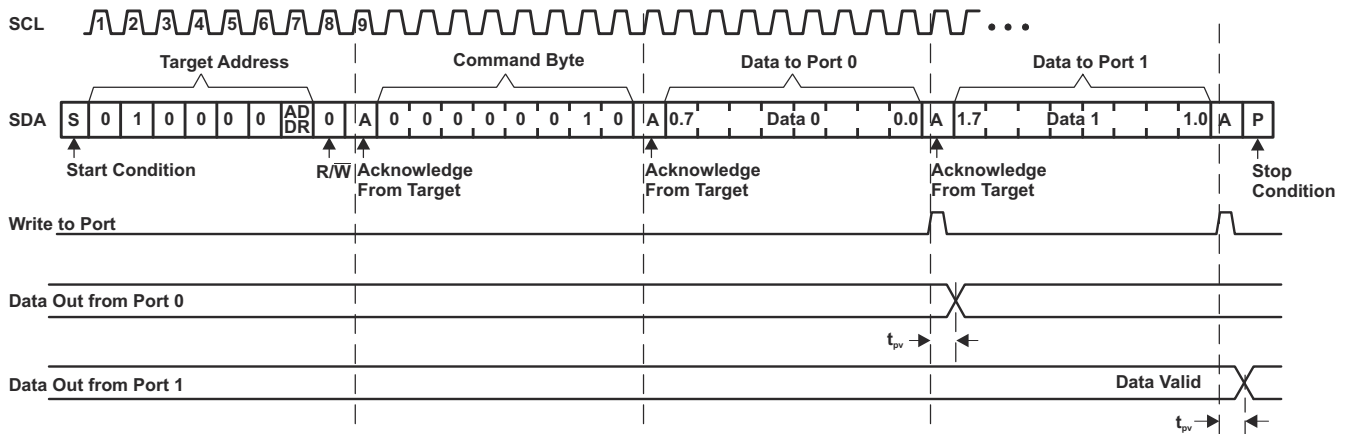 SCL 1 2 3 4 5 6 7 8 9 • • •
Target Address Command Byte Data to Port 0 Data to Port 1
SDA S 0 1 0 0 0 0 AD DR 0 A 0 0 0 0 0 0 1 0 A 0.7 Data 0 0.0 A 1.7 Data 1 1.0 A P
Start Condition R/W̅ Acknowledge From Target Acknowledge From Target Acknowledge From Target Stop Condition
Write to Port
Data Out from Port 0
tpv
Data Out from Port 1 Data Valid
tpv